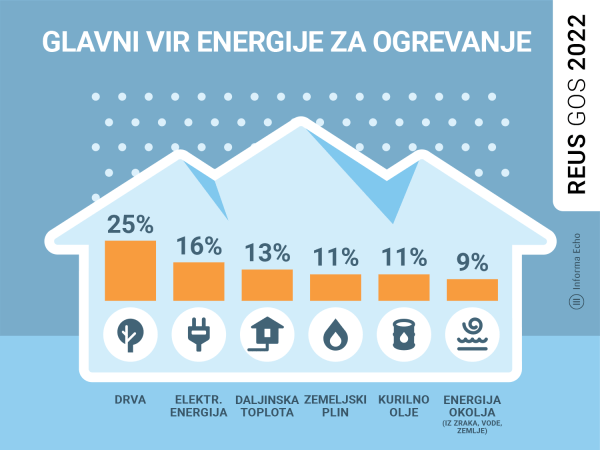 GLAVNI VIR ENERGIJE ZA OGREVANJE
REUS GOS 2022
Informa Echo
25%
16%
13%
11%
11%
9%
DRVA
ELEKTR.
ENERGIJA
DALJINSKA
TOPLOTA
ZEMELJSKI
PLIN
KURILNO
OLJE
ENERGIJA
OKOLJA
(IZ ZRAKA, VODE,
ZEMLJE)